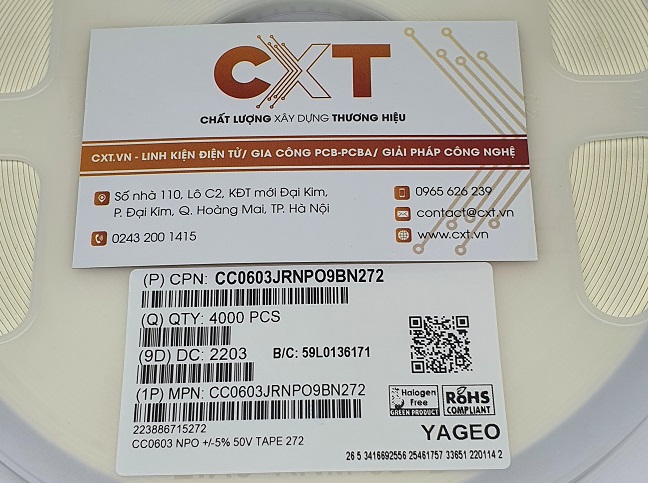 CXT
CHẤT LƯỢNG XÂY DỰNG THƯƠNG HIỆU
CXT.VN - LINH KIỆN ĐIỆN TỬ/ GIA CÔNG PCB-PCBA/ GIẢI PHÁP CÔNG NGHỆ
Số nhà 110, Lô C2, KĐT mới Đại Kim,
P. Đại Kim, Q. Hoàng Mai, TP. Hà Nội
0243 200 1415
0965 626 239
contact@cxt.vn
www.cxt.vn
(P) CPN: CC0603JRNPO9BN272
(Q) QTY: 4000 PCS
(9D) DC: 2203 B/C: 59L0136171
(1P) MPN: CC0603JRNPO9BN272
223886715272
CC0603 NPO +/-5% 50V TAPE 272
Halogen
Free
GREEN PRODUCT
RoHS
COMPLIANT
YAGEO
26 5 3416692556 25461757 33651 220114 2